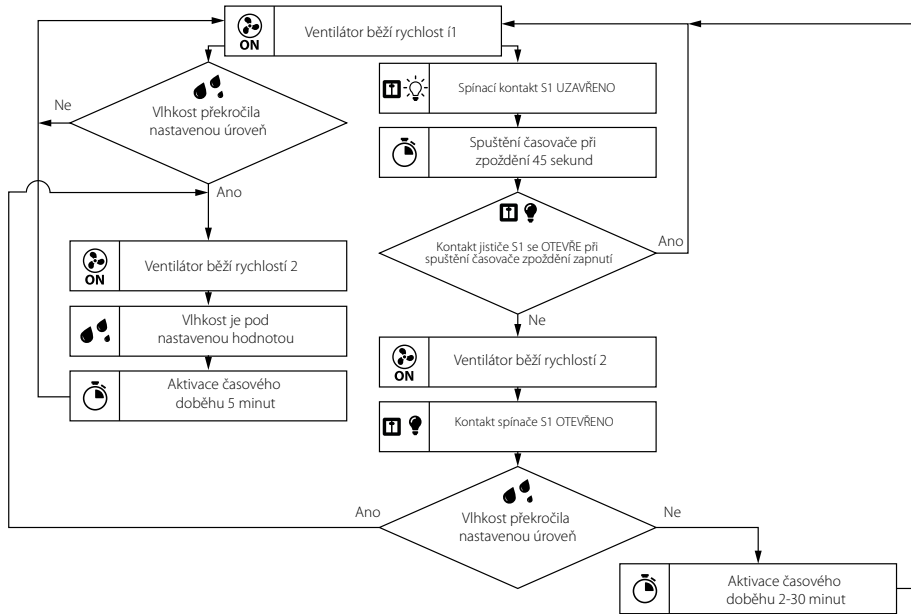 ON
Ventilátor běží rychlost í1
Ne
Vlhkost překročila
nastavenou úroveň
Ano
ON
Ventilátor běží rychlostí 2
Vlhkost je pod
nastavenou hodnotou
Aktivace časového
doběhu 5 minut
Spínací kontakt S1 UZAVŘENO
Spuštění časovače při
zpoždění 45 sekund
Kontakt jističe S1 se OTEVŘE při
spuštění časovače zpoždění zapnutí
Ano
Ne
ON
Ventilátor běží rychlostí 2
Kontakt spínače S1 OTEVŘENO
Ano
Vlhkost překročila
nastavenou úroveň
Ne
Aktivace časového
doběhu 2-30 minut